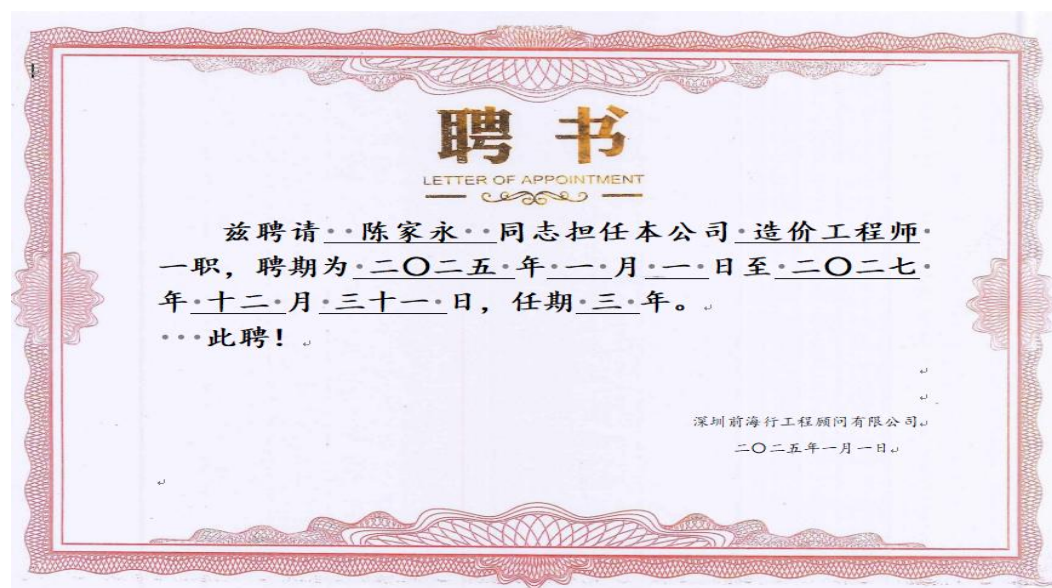 聘 书
LETTER OF APPOINTMENT
兹聘请 陈家永 同志担任本公司 造价工程师
一职，聘期为 二〇二五 年 一 月 一 日至 二〇二七
年 十二 月 三十一 日，任期 三 年。
此聘！
深圳前海行工程顾问有限公司
二〇二五年一月一日